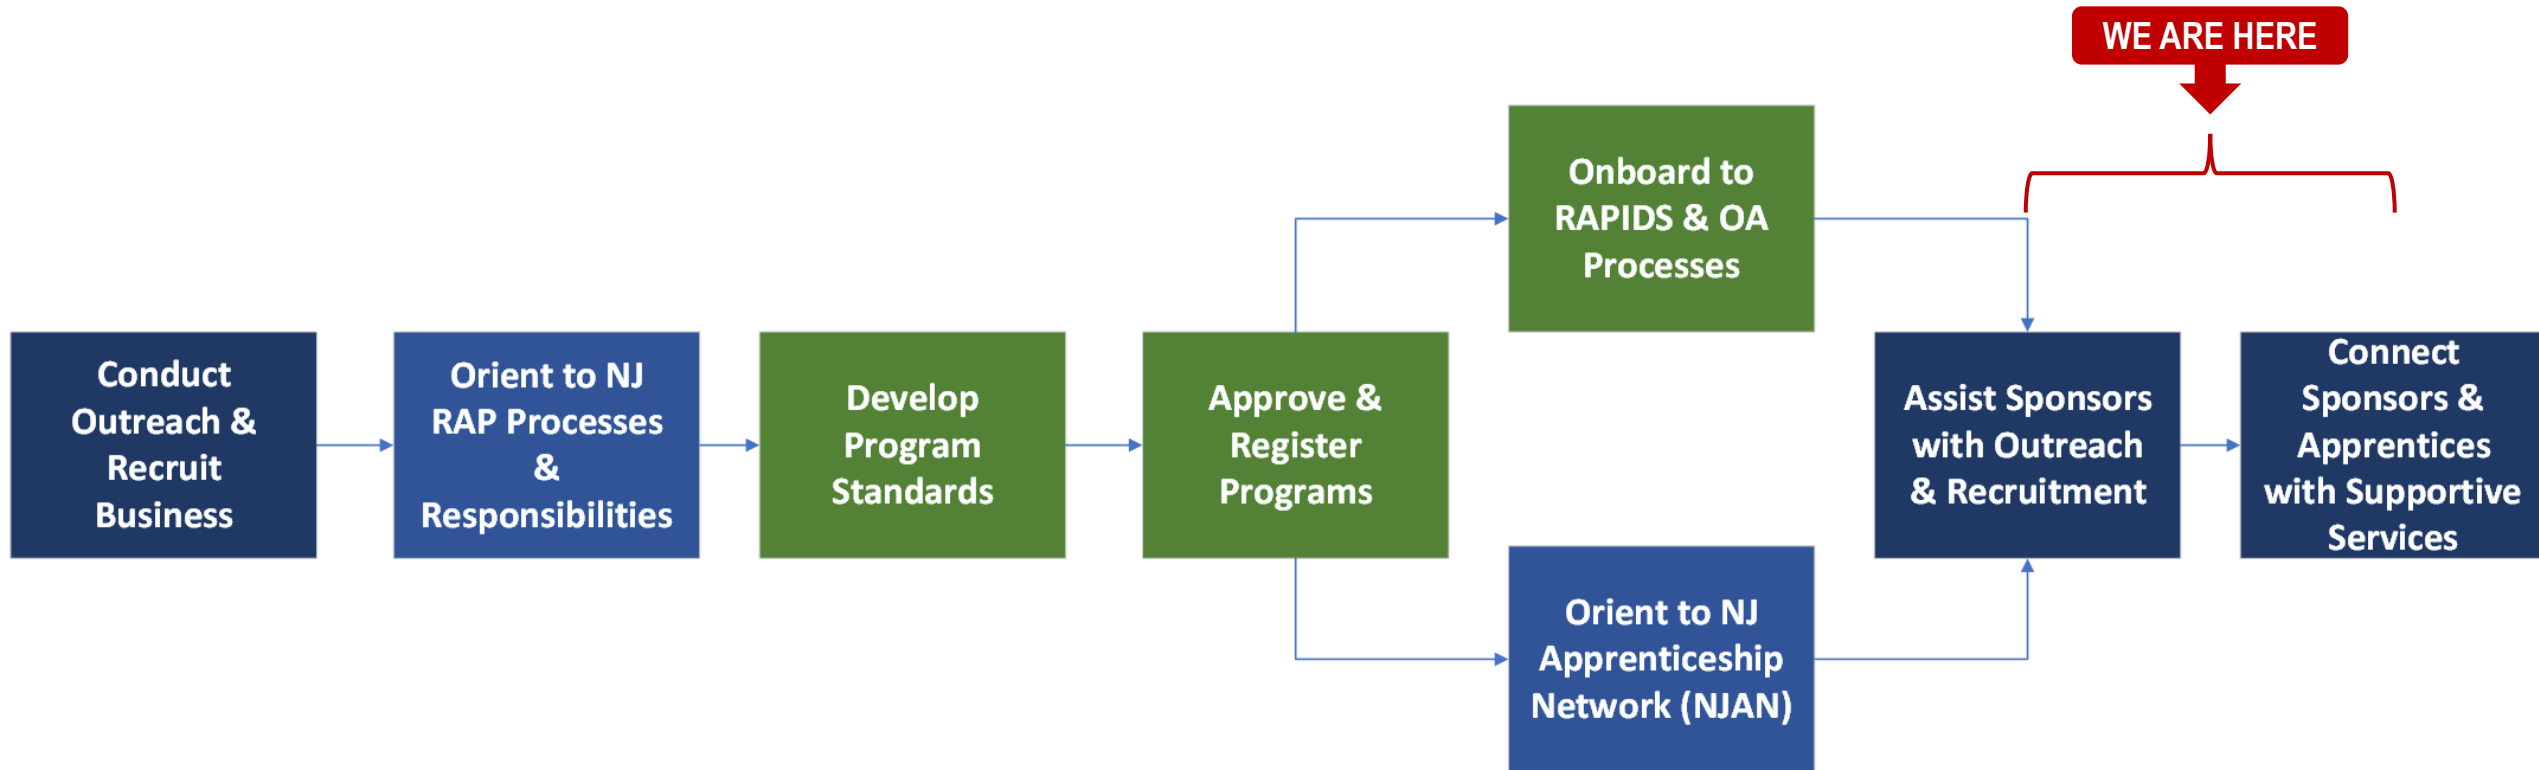 WE ARE HERE
Conduct
Outreach &
Recruit
Business
Orient to NJ
RAP Processes
&
Responsibilities
Develop
Program
Standards
Approve &
Register
Programs
Onboard to
RAPIDS & OA
Processes
Orient to NJ
Apprenticeship
Network (NJAN)
Assist Sponsors
with Outreach
& Recruitment
Connect
Sponsors &
Apprentices
with Supportive
Services